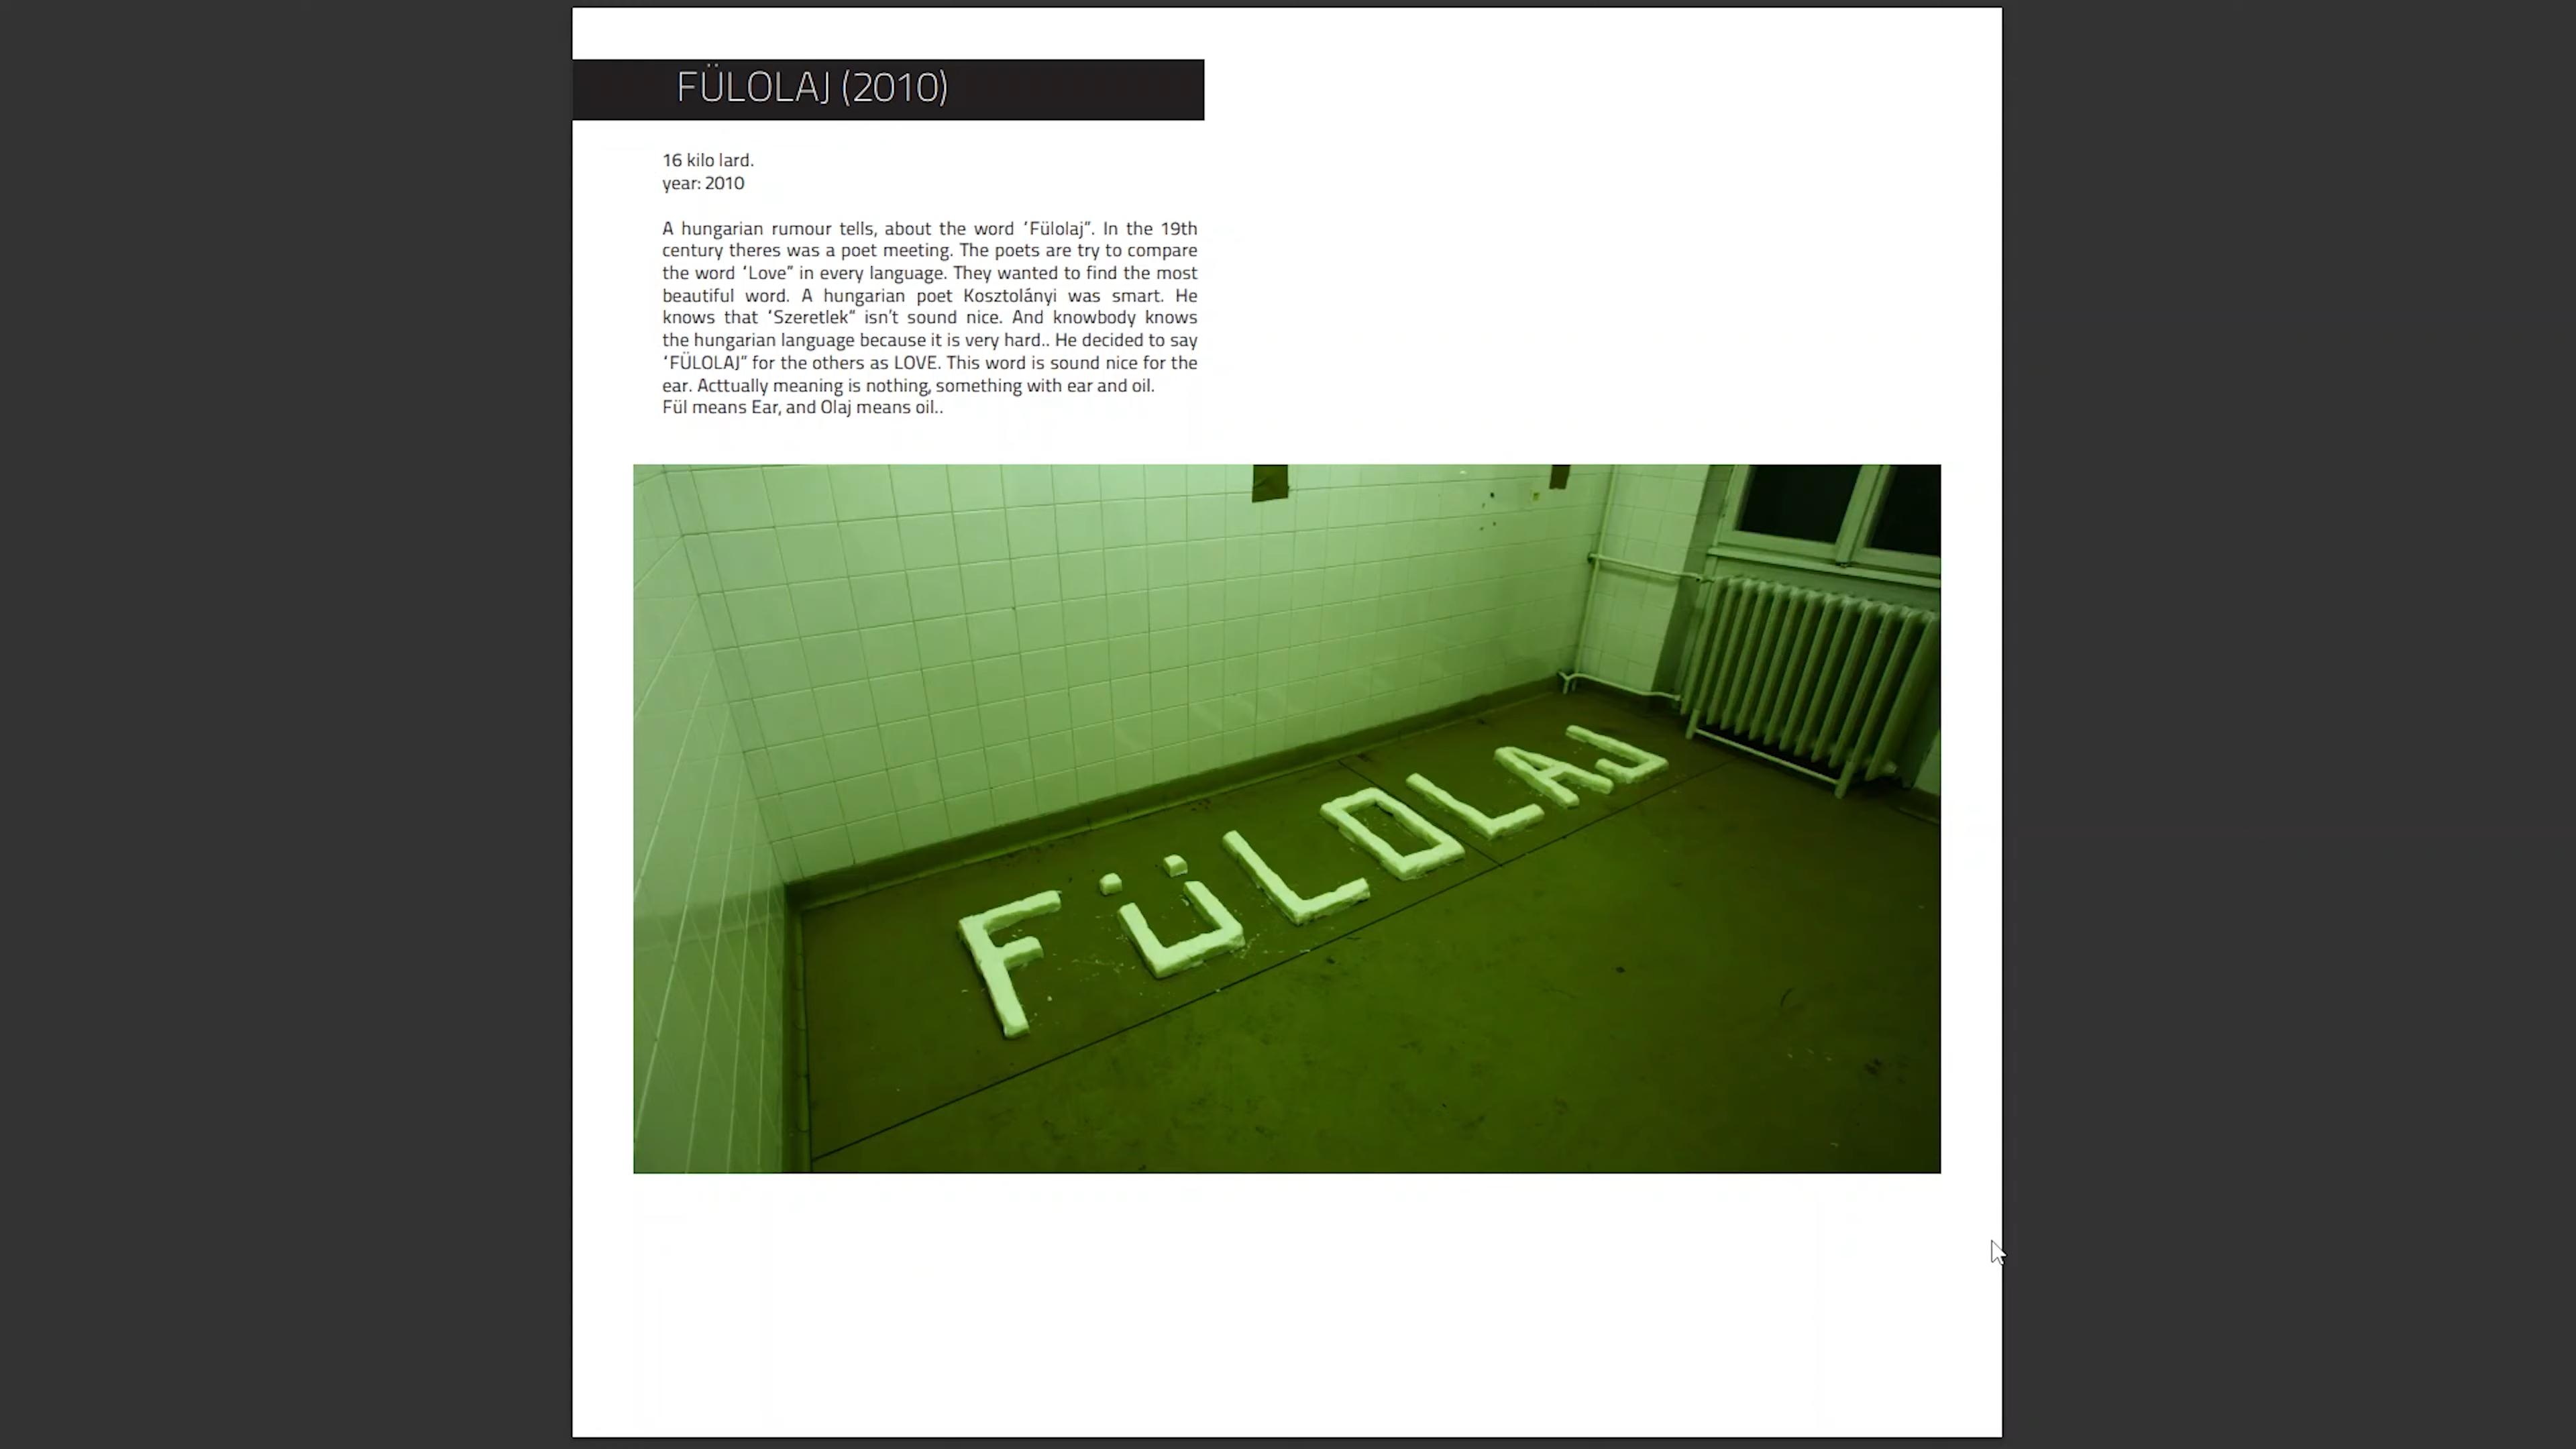 FÜLOLAJ (2010)
16 kilo lard.
year: 2010
A hungarian rumour tells, about the word ‘Fülolaj”. In the 19th
century theres was a poet meeting. The poets are try to compare
the word ‘Love” in every language. They wanted to find the most
beautiful word. A hungarian poet Kosztolányi was smart. He
knows that ‘Szeretlek” isn’t sound nice. And knowbody knows
the hungarian language because it is very hard.. He decided to say
‘FÜLOLAJ” for the others as LOVE. This word is sound nice for the
ear. Acttually meaning is nothing, something with ear and oil.
Fül means Ear, and Olaj means oil..
FÜLOLAJ